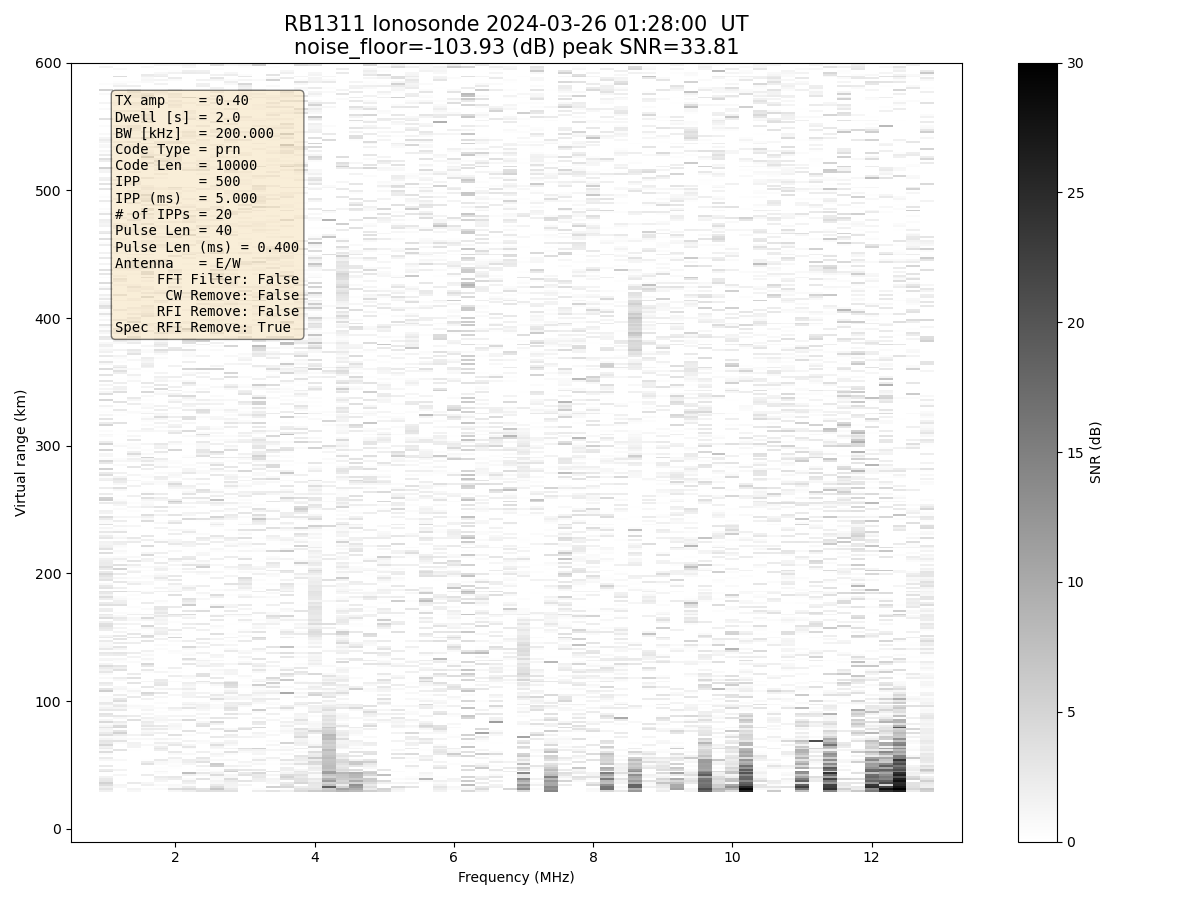 RB1311 Ionosonde 2024-03-26 01:28:00  UT
noise_floor=-103.93 (dB) peak SNR=33.81
TX amp    = 0.40
Dwell [s] = 2.0
BW [kHz]  = 200.000
Code Type = prn
Code Len  = 10000
IPP       = 500
IPP (ms)  = 5.000
# of IPPs = 20
Pulse Len = 40
Pulse Len (ms) = 0.400
Antenna   = E/W
FFT Filter: False
CW Remove: False
RFI Remove: False
Spec RFI Remove: True
600
500
400
300
200
100
0
Virtual range (km)
2 4 6 8 10 12
Frequency (MHz)
30
25
20
15
10
5
0
SNR (dB)